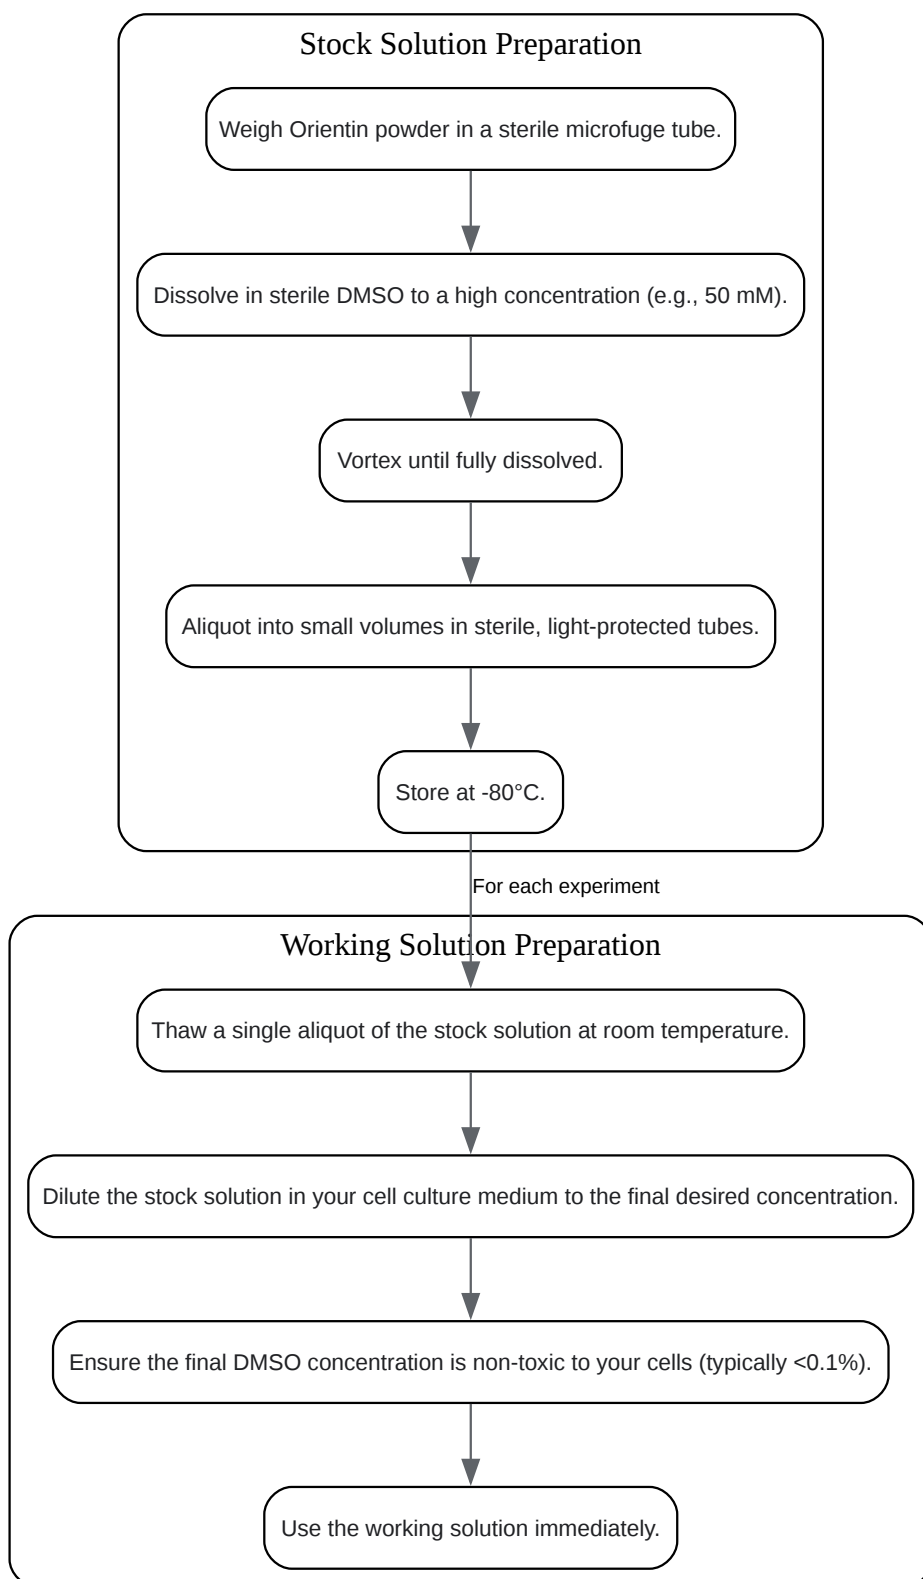 Stock Solution Preparation
Weigh Orientin powder in a sterile microfuge tube.
Dissolve in sterile DMSO to a high concentration (e.g., 50 mM).
Vortex until fully dissolved.
Aliquot into small volumes in sterile, light-protected tubes.
Store at -80°C.
For each experiment
Working Solution Preparation
Thaw a single aliquot of the stock solution at room temperature.
Dilute the stock solution in your cell culture medium to the final desired concentration.
Ensure the final DMSO concentration is non-toxic to your cells (typically <0.1%).
Use the working solution immediately.